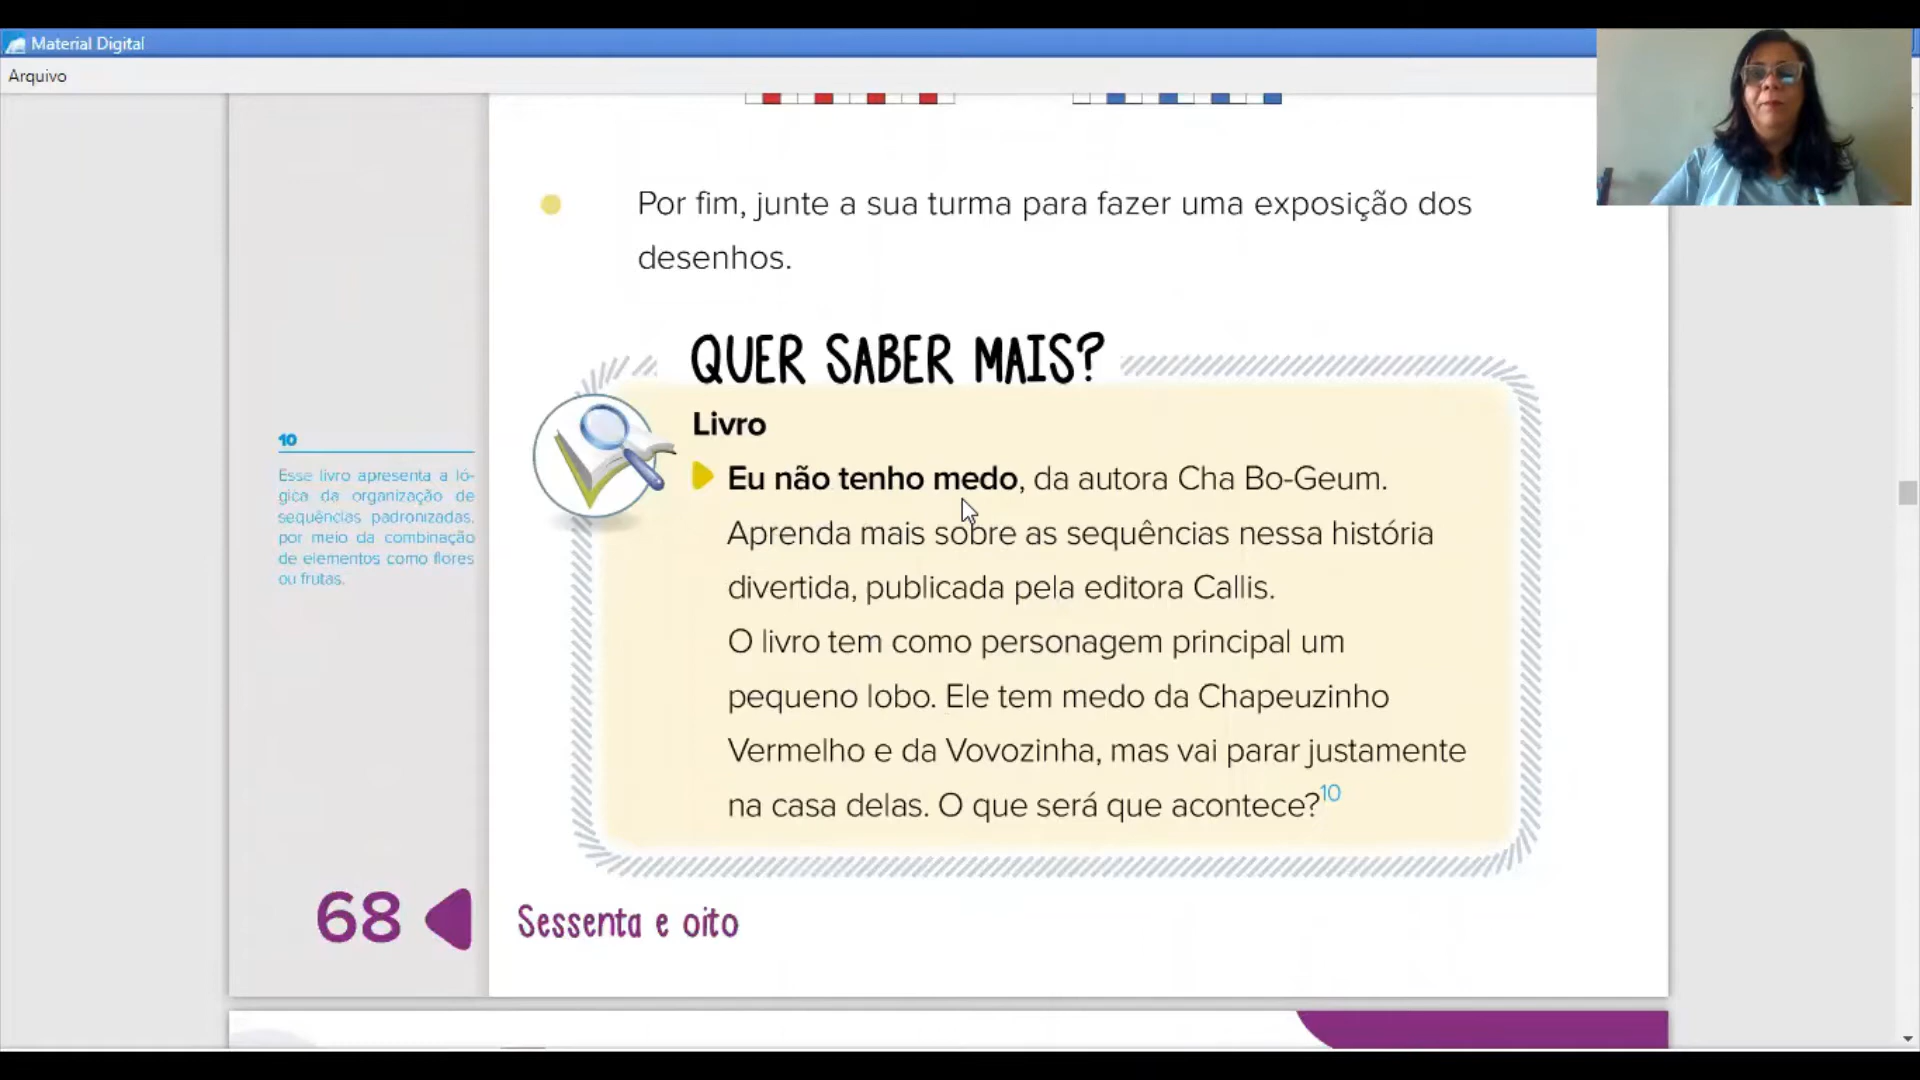 Material Digital
Arquivo
Por fim, junte a sua turma para fazer uma exposição dos
desenhos.
QUER SABER MAIS?
Livro
Eu não tenho medo, da autora Cha Bo-Geum.
Aprenda mais sobre as sequências nessa história
divertida, publicada pela editora Callis.
O livro tem como personagem principal um
pequeno lobo. Ele tem medo da Chapeuzinho
Vermelho e da Vovozinha, mas vai parar justamente
na casa delas. O que será que acontece?10
10
Esse livro apresenta a ló-
gica da organização de
sequências padronizadas,
por meio da combinação
de elementos como flores
ou frutas.
68
Sessenta e oito